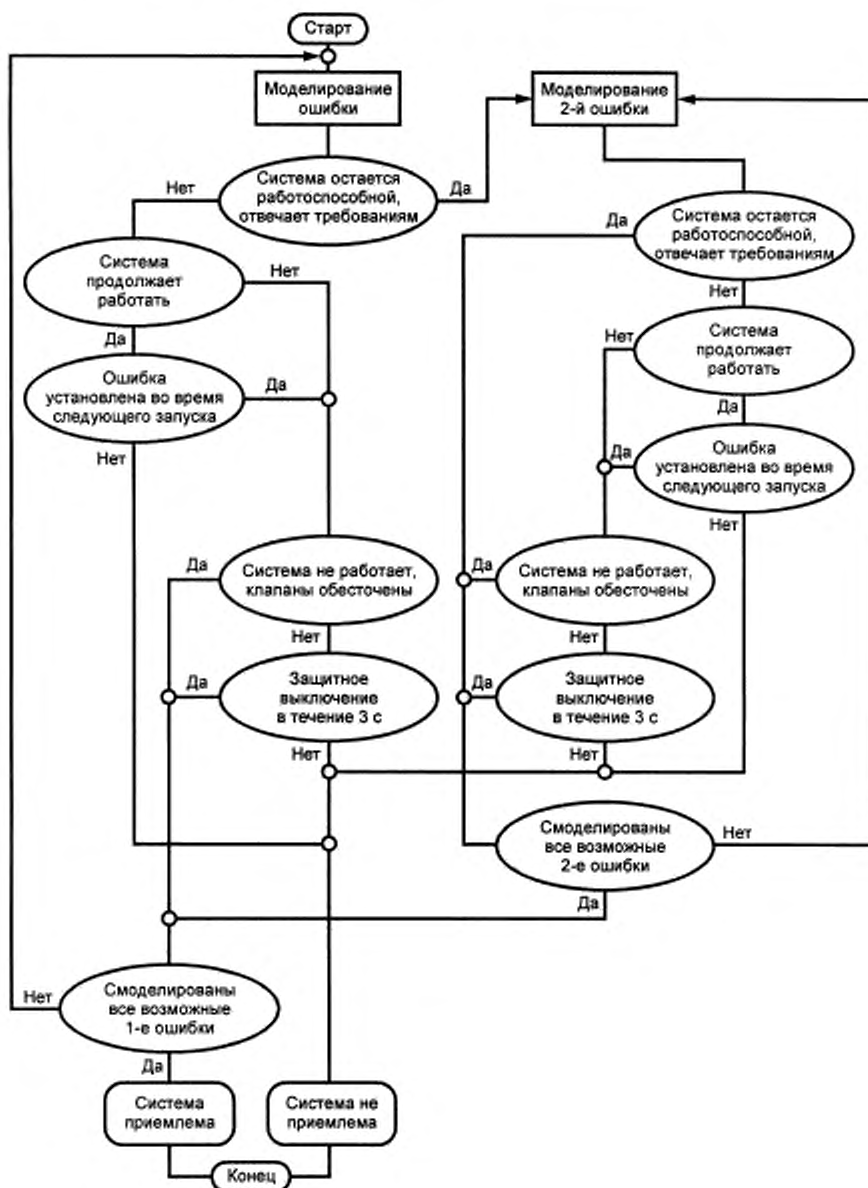 Старт
Моделирование
ошибки
Моделирование
2-й ошибки
Система остается
работоспособной,
отвечает требованиям
Нет
Да
Система остается
работоспособной,
отвечает требованиям
Да
Нет
Система
продолжает
работать
Нет
Да
Система
продолжает
работать
Нет
Да
Ошибка
установлена во время
следующего запуска
Да
Нет
Ошибка
установлена во время
следующего запуска
Да
Нет
Система не работает,
клапаны обесточены
Да
Нет
Система не работает,
клапаны обесточены
Да
Нет
Защитное
выключение
в течение 3 с
Да
Нет
Защитное
выключение
в течение 3 с
Да
Нет
Смоделированы
все возможные
2-е ошибки
Нет
Да
Смоделированы
все возможные
1-е ошибки
Нет
Да
Система
приемлема
Система не
приемлема
Конец